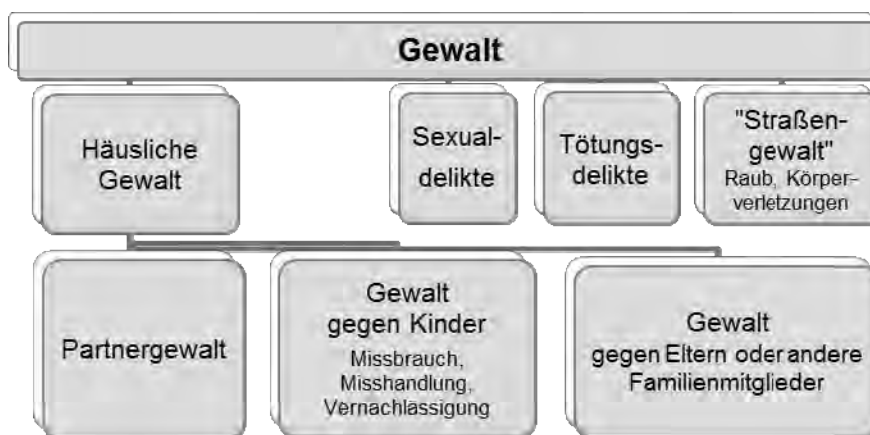 Gewalt
Häusliche
Gewalt
Sexual-
delikte
Tötungs-
delikte
"Straßen-
gewalt"
Raub, Körper-
verletzungen
Partnergewalt
Gewalt
gegen Kinder
Missbrauch,
Misshandlung,
Vernachlässigung
Gewalt
gegen Eltern oder andere
Familienmitglieder